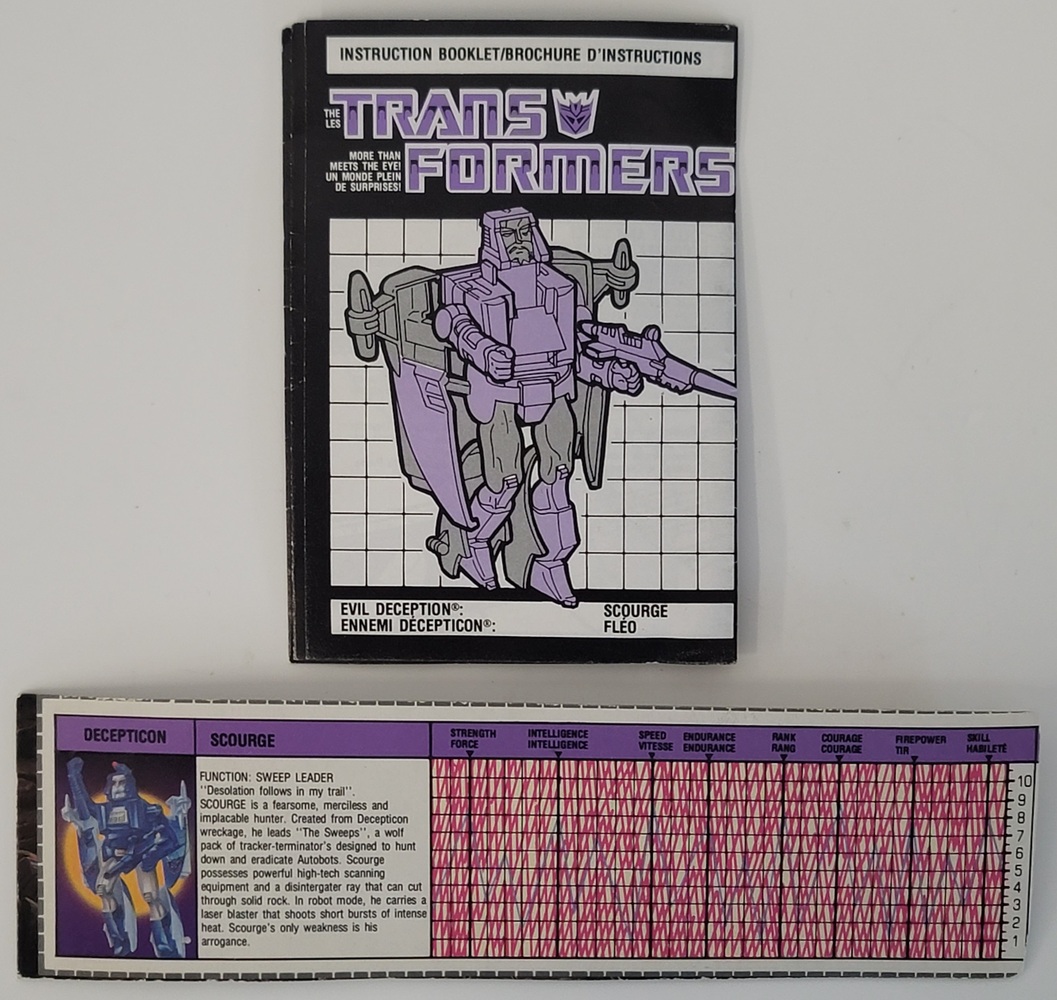 INSTRUCTION BOOKLET/BROCHURE D'INSTRUCTIONS
THE
LES
TRANS
MORE THAN
MEETS THE EYE!
UN MONDE PLEIN
DE SURPRISES!
FORMERS
EVIL DECEPTION®: SCOURGE
ENNEMI DÉCEPTICON®: FLÉO
DECEPTICON
SCOURGE
STRENGTH
FORCE
INTELLIGENCE
INTELLIGENCE
SPEED
VITESSE
ENDURANCE
ENDURANCE
RANK
RANG
COURAGE
COURAGE
FIREPOWER
TIR
SKILL
HABILETÉ
FUNCTION: SWEEP LEADER
"Desolation follows in my trail".
SCOURGE is a fearsome, merciless and
implacable hunter. Created from Decepticon
wreckage, he leads "The Sweeps", a wolf
pack of tracker-terminator's designed to hunt
down and eradicate Autobots. Scourge
possesses powerful high-tech scanning
equipment and a disintergater ray that can cut
through solid rock. In robot mode, he carries a
laser blaster that shoots short bursts of intense
heat. Scourge's only weakness is his
arrogance.
10
9
8
7
6
5
4
3
2
1